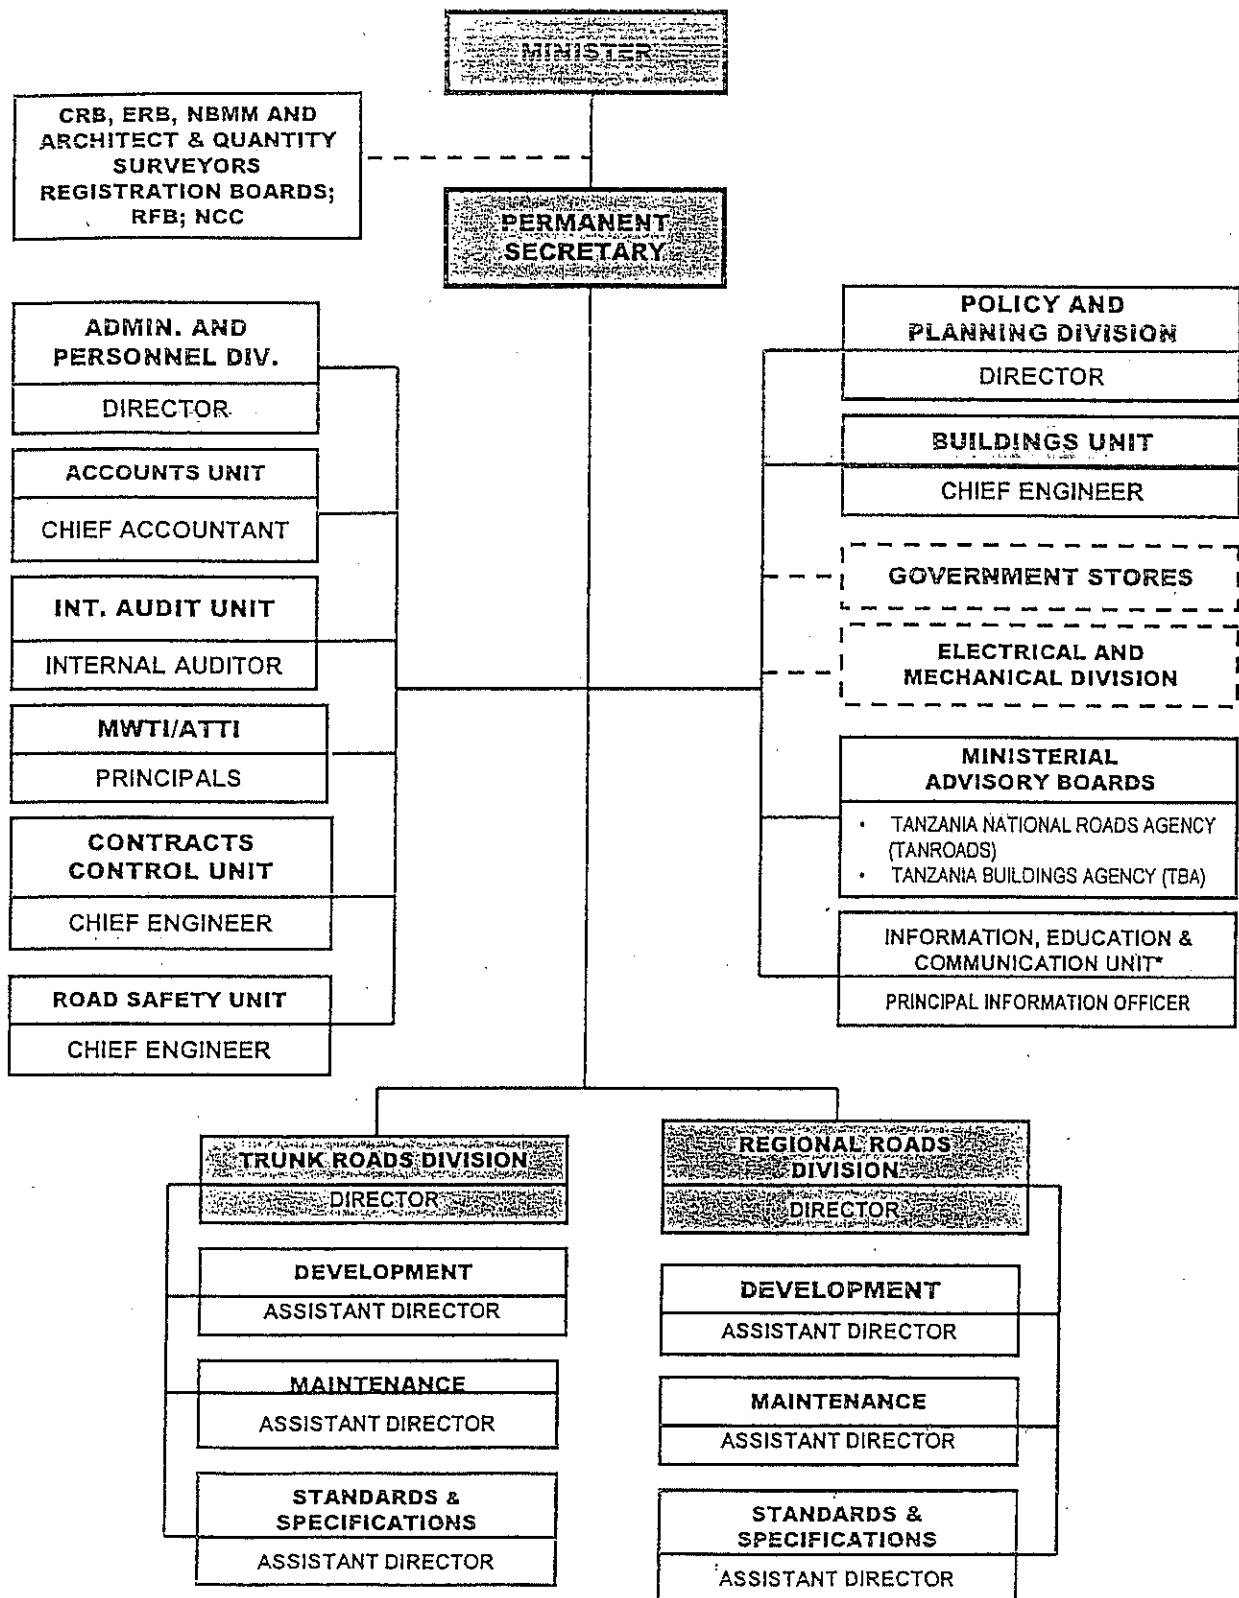 MINISTER
CRB, ERB, NBMM AND
ARCHITECT & QUANTITY
SURVEYORS
REGISTRATION BOARDS;
RFB; NCC
PERMANENT
SECRETARY
ADMIN. AND
PERSONNEL DIV.
DIRECTOR
ACCOUNTS UNIT
CHIEF ACCOUNTANT
INT. AUDIT UNIT
INTERNAL AUDITOR
MWTI/ATTI
PRINCIPALS
CONTRACTS
CONTROL UNIT
CHIEF ENGINEER
ROAD SAFETY UNIT
CHIEF ENGINEER
POLICY AND
PLANNING DIVISION
DIRECTOR
BUILDINGS UNIT
CHIEF ENGINEER
GOVERNMENT STORES
ELECTRICAL AND
MECHANICAL DIVISION
MINISTERIAL
ADVISORY BOARDS
• TANZANIA NATIONAL ROADS AGENCY
(TANROADS)
• TANZANIA BUILDINGS AGENCY (TBA)
INFORMATION, EDUCATION &
COMMUNICATION UNIT*
PRINCIPAL INFORMATION OFFICER
TRUNK ROADS DIVISION
DIRECTOR
DEVELOPMENT
ASSISTANT DIRECTOR
MAINTENANCE
ASSISTANT DIRECTOR
STANDARDS &
SPECIFICATIONS
ASSISTANT DIRECTOR
REGIONAL ROADS
DIVISION
DIRECTOR
DEVELOPMENT
ASSISTANT DIRECTOR
MAINTENANCE
ASSISTANT DIRECTOR
STANDARDS &
SPECIFICATIONS
ASSISTANT DIRECTOR